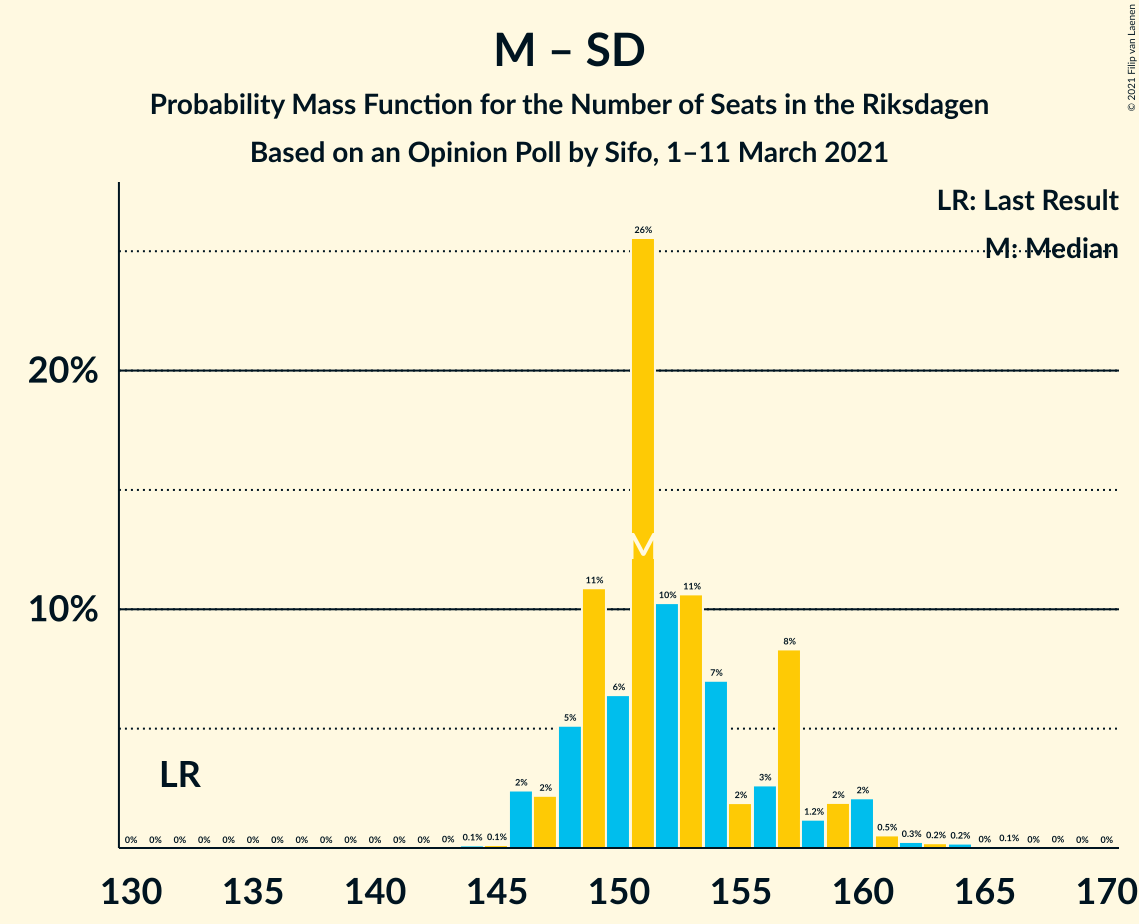 M – SD
Probability Mass Function for the Number of Seats in the Riksdagen
Based on an Opinion Poll by Sifo, 1–11 March 2021
© 2021 Filip van Laenen
LR: Last Result
M: Median
26%
20%
M
11%
10%
11%
10%
8%
7%
6%
5%
LR
2%
2%
2%
3%
1.2%
2%
2%
0% 0% 0% 0% 0% 0% 0% 0% 0% 0% 0% 0% 0% 0% 0.1% 0.1% 0.5% 0.3% 0.2% 0.2% 0% 0.1% 0% 0% 0% 0%
130 135 140 145 150 155 160 165 170